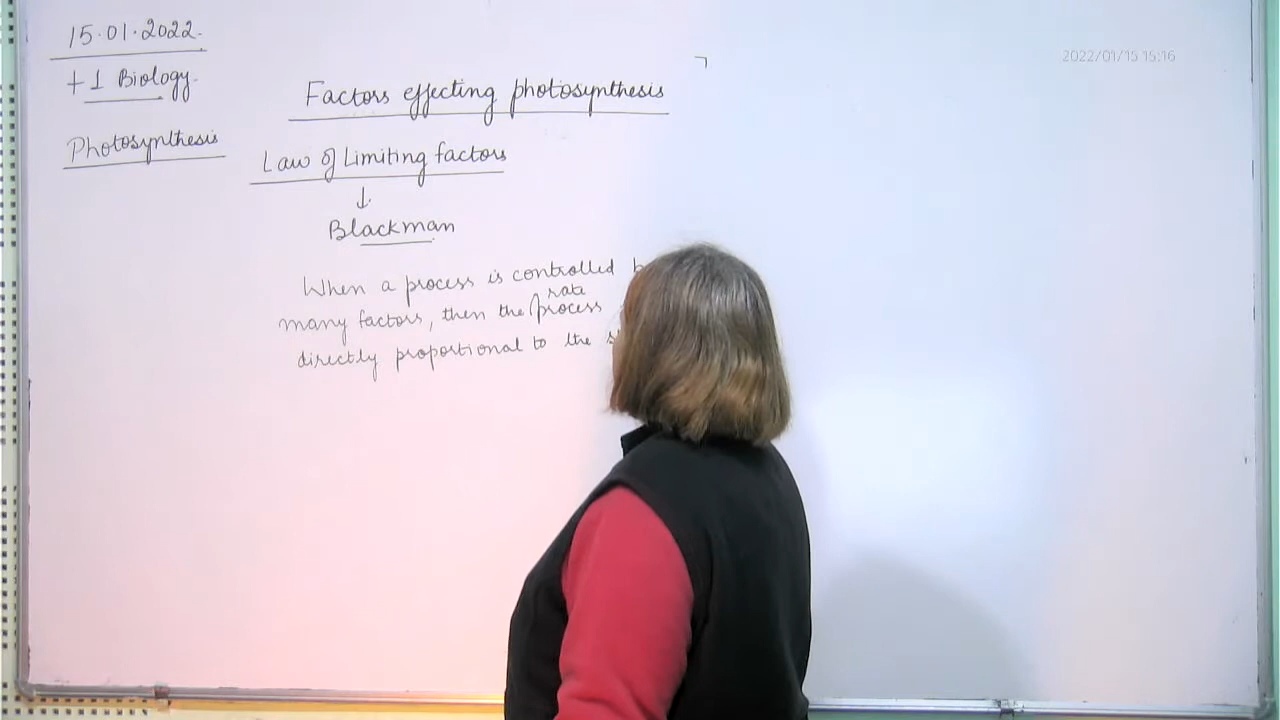 15.01.2022.
+1 Biology.
Photosynthesis
Factors effecting photosynthesis
Law of Limiting factors
↓
Blackman
When a process is controlled
rate
many factors, then the process
directly proportional to the
2022/01/15 15:16